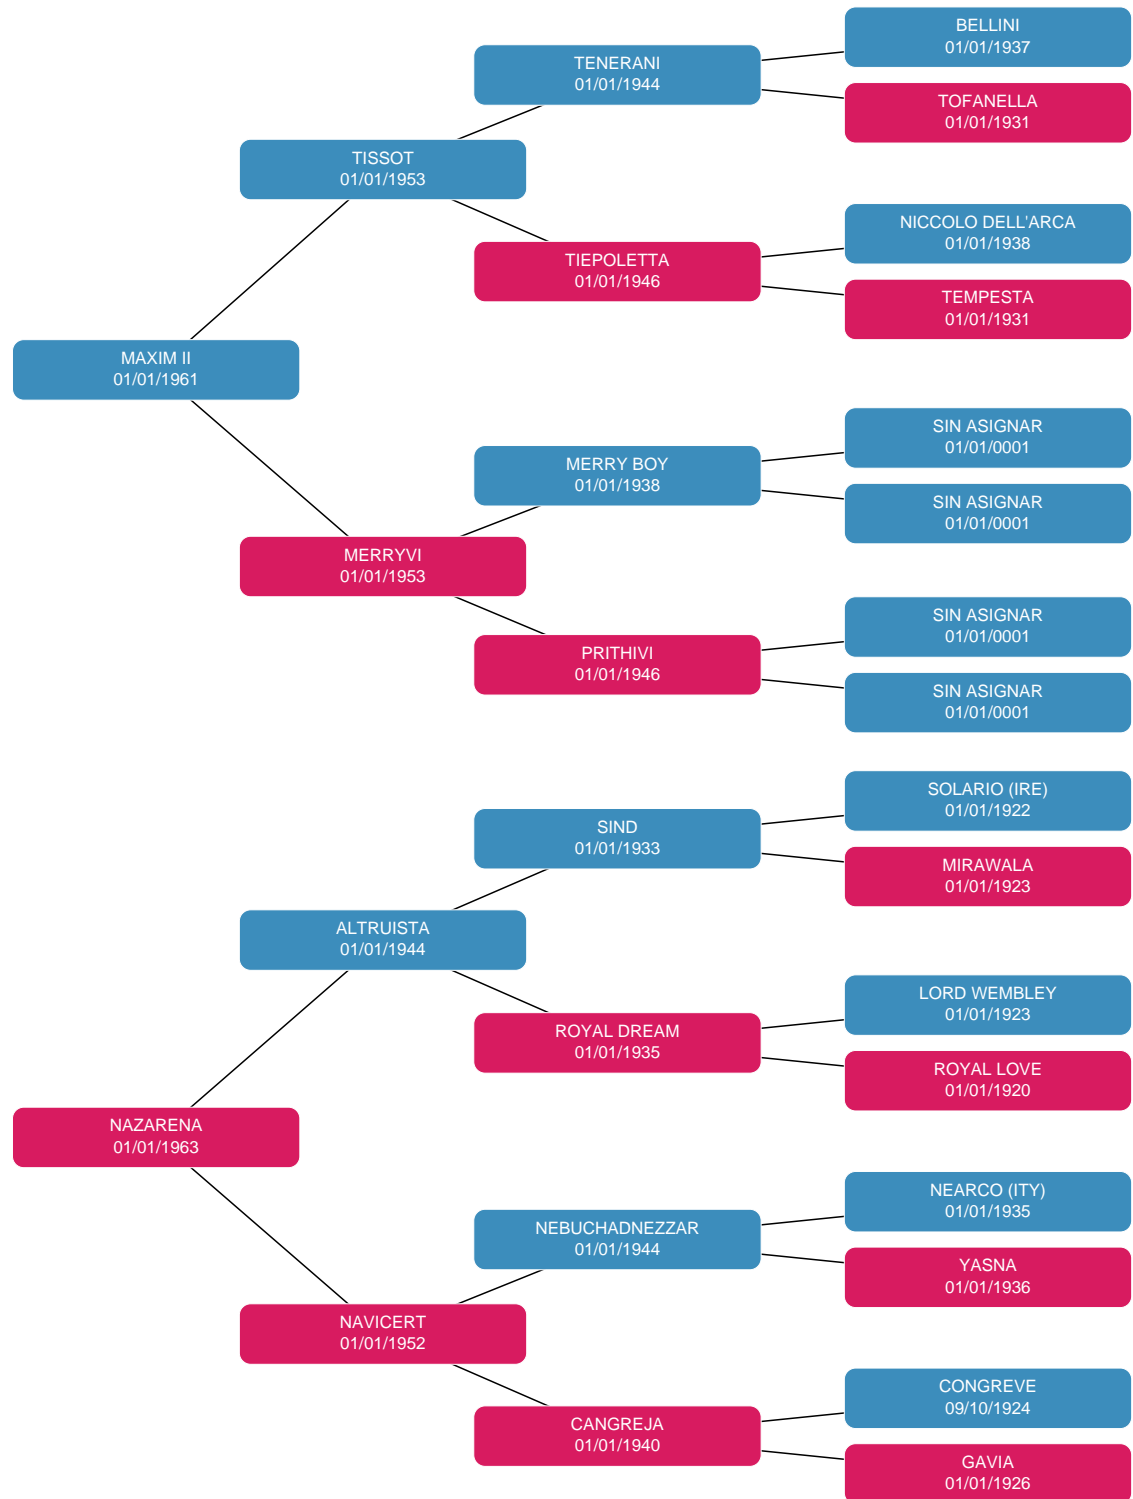 BELLINI
01/01/1937
TENERANI
01/01/1944
TOFANELLA
01/01/1931
TISSOT
01/01/1953
NICCOLO DELL'ARCA
01/01/1938
TIEPOLETTA
01/01/1946
TEMPESTA
01/01/1931
MAXIM II
01/01/1961
SIN ASIGNAR
01/01/0001
MERRY BOY
01/01/1938
SIN ASIGNAR
01/01/0001
MERRYVI
01/01/1953
SIN ASIGNAR
01/01/0001
PRITHIVI
01/01/1946
SIN ASIGNAR
01/01/0001
SOLARIO (IRE)
01/01/1922
SIND
01/01/1933
MIRAWALA
01/01/1923
ALTRUISTA
01/01/1944
LORD WEMBLEY
01/01/1923
ROYAL DREAM
01/01/1935
ROYAL LOVE
01/01/1920
NAZARENA
01/01/1963
NEARCO (ITY)
01/01/1935
NEBUCHADNEZZAR
01/01/1944
YASNA
01/01/1936
NAVICERT
01/01/1952
CONGREVE
09/10/1924
CANGREJA
01/01/1940
GAVIA
01/01/1926